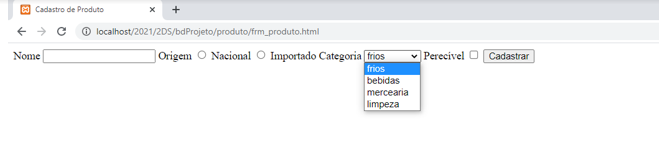 Cadastro de Produto
localhost/2021/2DS/bdProjeto/produto/frm_produto.html
Nome Origem Nacional Importado Categoria frios Perecivel Cadastrar
frios
bebidas
mercearia
limpeza